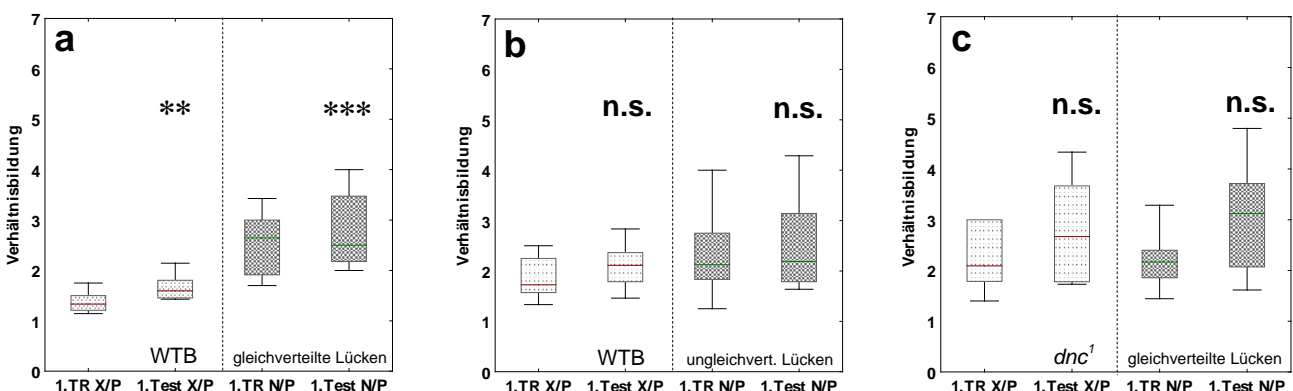 a
Verhältnisbildung
7
6
5
4
3
2
1
0
** ***
WTB gleichverteilte Lücken
1.TR X/P 1.Test X/P 1.TR N/P 1.Test N/P
b
Verhältnisbildung
7
6
5
4
3
2
1
0
n.s. n.s.
WTB ungleichvert. Lücken
1.TR X/P 1.Test X/P 1.TR N/P 1.Test N/P
c
Verhältnisbildung
7
6
5
4
3
2
1
0
n.s. n.s.
dnc¹ gleichverteilte Lücken
1.TR X/P 1.Test X/P 1.TR N/P 1.Test N/P